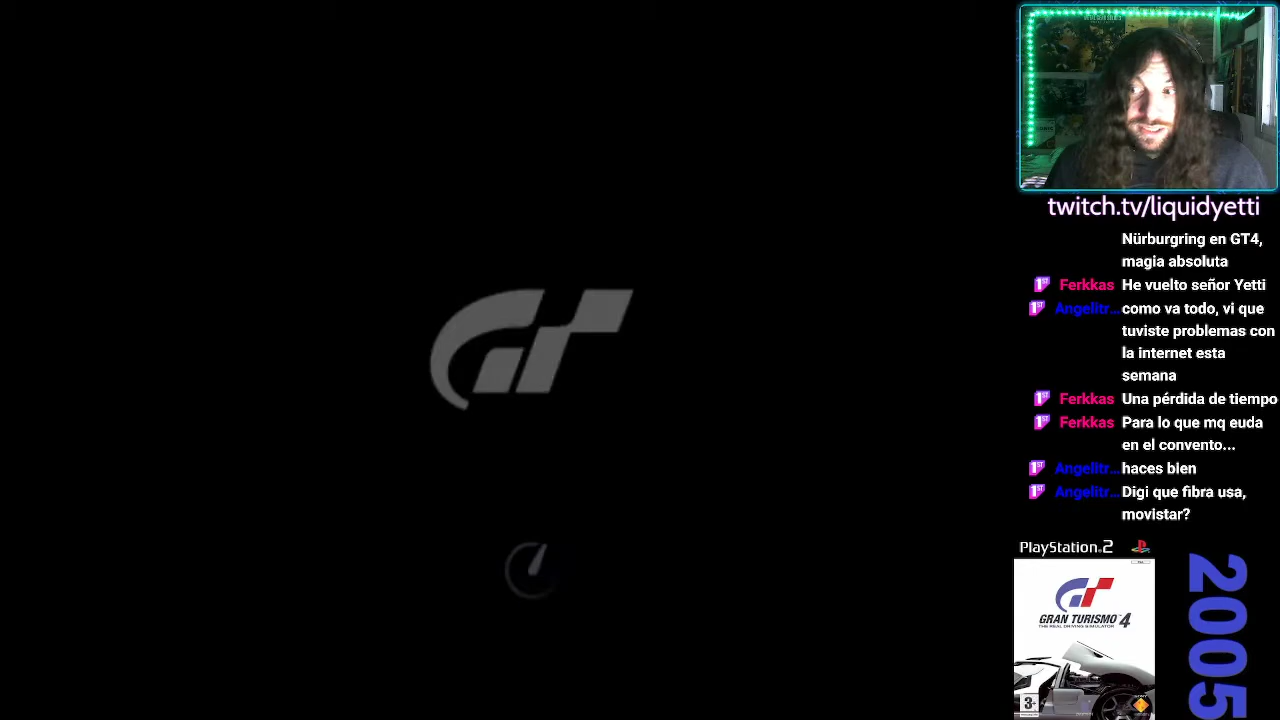 twitch.tv/liquidyetti
Nürburgring en GT4,
magia absoluta
Ferkkas He vuelto señor Yetti
Angelitr... como va todo, vi que
tuviste problemas con
la internet esta
semana
Ferkkas Una pérdida de tiempo
Ferkkas Para lo que mq euda
en el convento...
Angelitr... haces bien
Angelitr... Digi que fibra usa,
movistar?
PlayStation.2
GRAN TURISMO 4
THE REAL DRIVING SIMULATOR
3+
2005